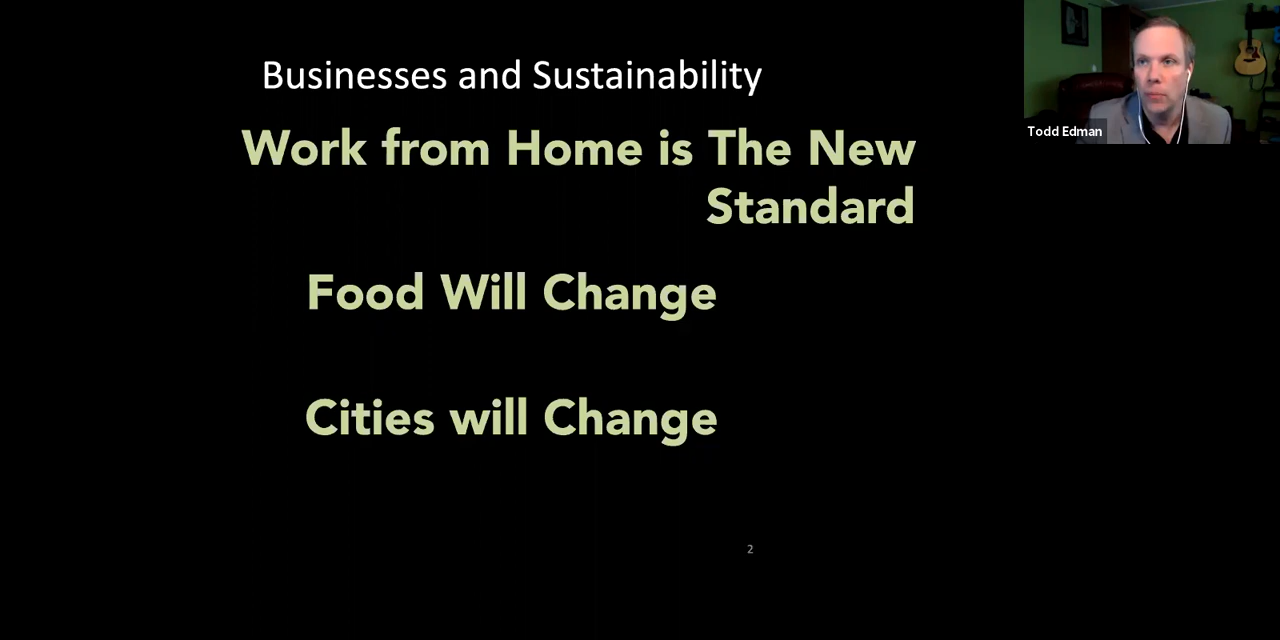 Businesses and Sustainability
Work from Home is The New
Standard
Food Will Change
Cities will Change
2
Todd Edman